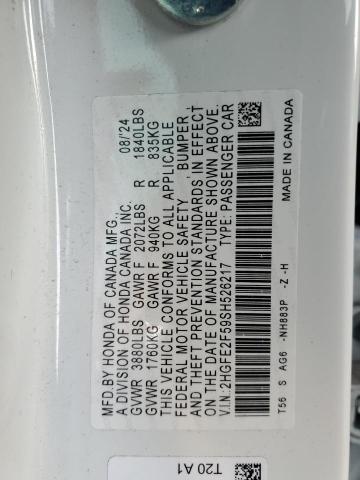 MFD.BY HONDA OF CANADA MFG., 08/'24
A DIVISION OF HONDA CANADA INC.
GVWR 3880LBS GAWR F 2072LBS R 1840LBS
GVWR 1760KG GAWR F 940KG R 835KG
THIS VEHICLE CONFORMS TO ALL APPLICABLE
FEDERAL MOTOR VEHICLE SAFETY , BUMPER ,
AND THEFT PREVENTION STANDARDS IN EFFECT
ON THE DATE OF MANUFACTURE SHOWN ABOVE.
V.I.N.:2HGFE2F59SH526217 TYPE: PASSENGER CAR
T56 S AG6 -NH883P -Z -H MADE IN CANADA
T20 A1